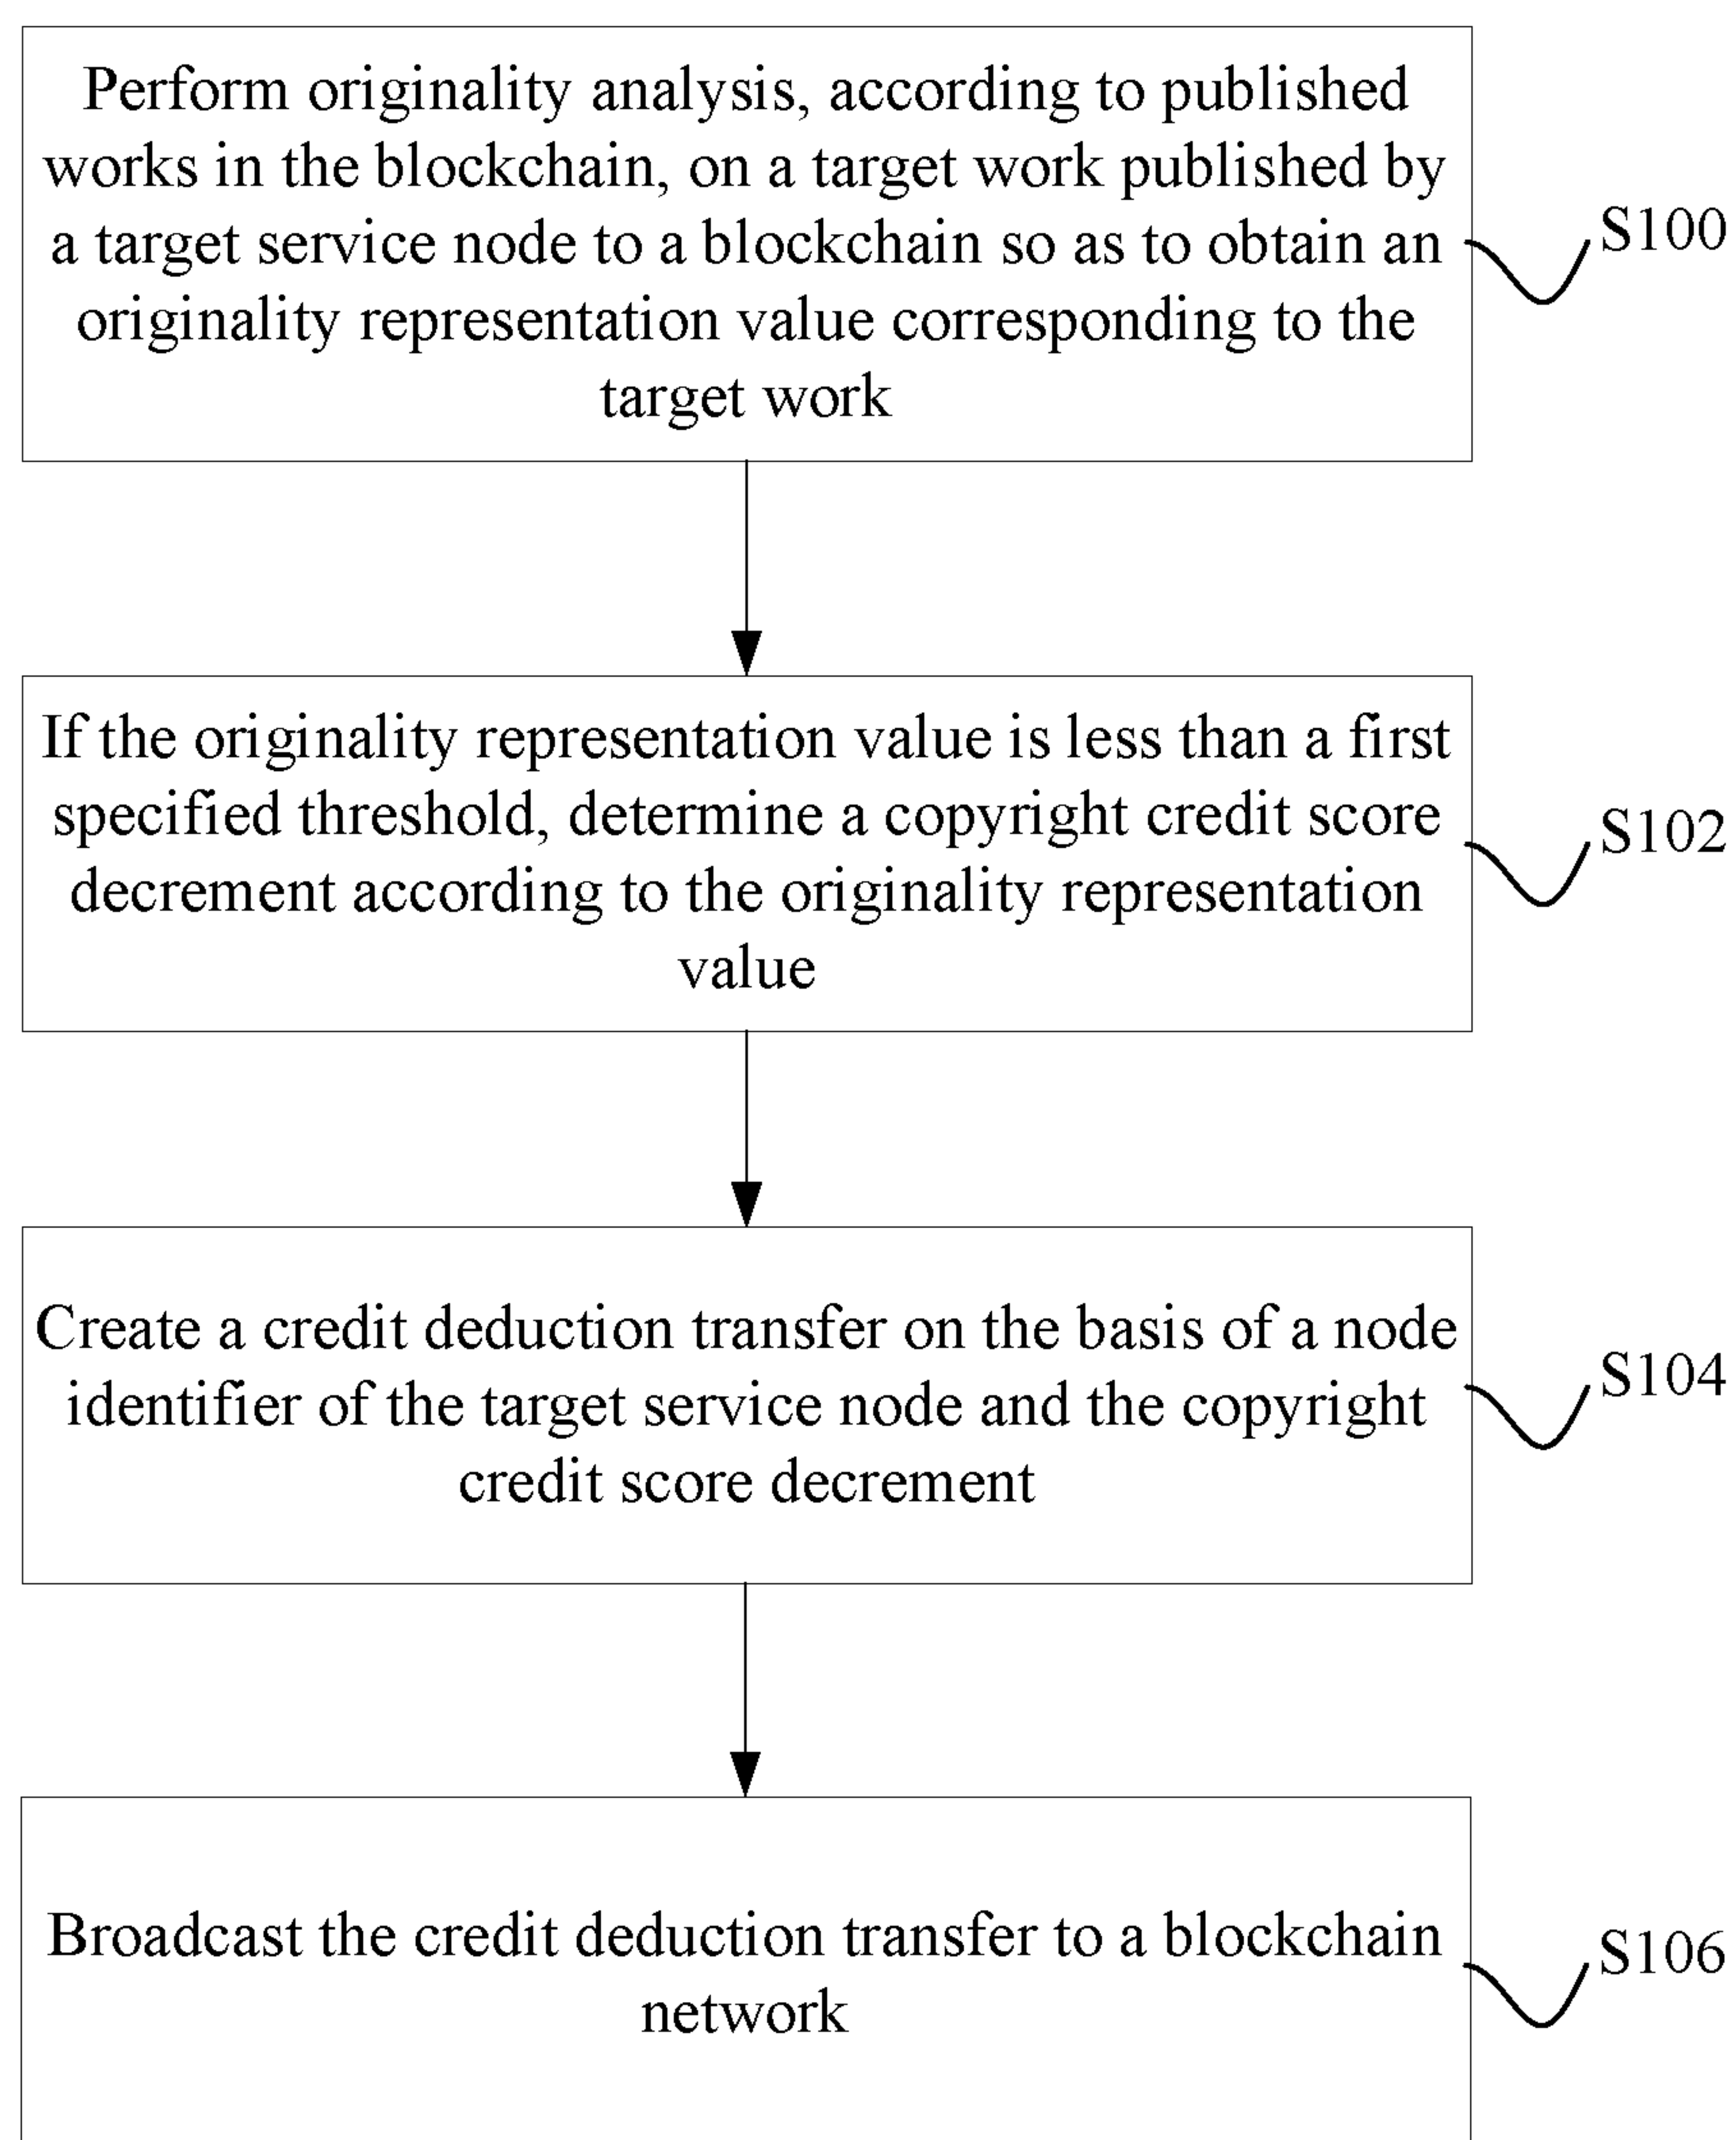 Perform originality analysis, according to published
works in the blockchain, on a target work published by
a target service node to a blockchain so as to obtain an
originality representation value corresponding to the
target work
S100
If the originality representation value is less than a first
specified threshold, determine a copyright credit score
decrement according to the originality representation
value
S102
Create a credit deduction transfer on the basis of a node
identifier of the target service node and the copyright
credit score decrement
S104
Broadcast the credit deduction transfer to a blockchain
network
S106